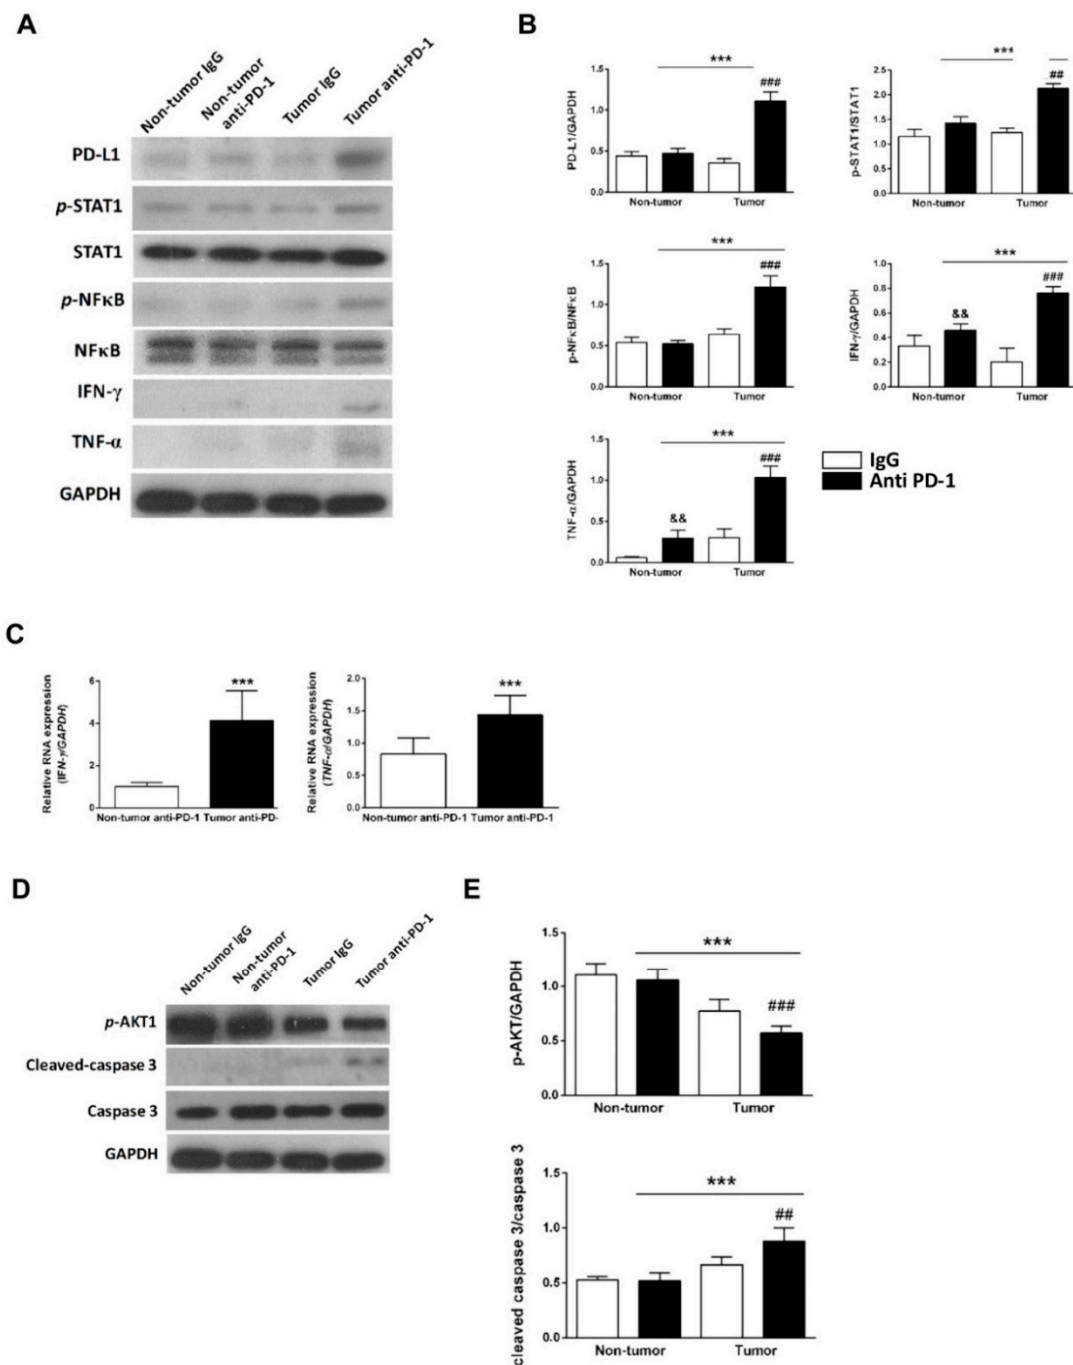 A
Non-tumor IgG
Non-tumor
anti-PD-1
Tumor IgG
Tumor anti-PD-1
PD-L1
p-STAT1
STAT1
p-NFκB
NFκB
IFN-γ
TNF-α
GAPDH
B
PD-L1/GAPDH
1.5
1.0
0.5
0.0
***
###
Non-tumor
Tumor
p-STAT1/STAT1
2.5
2.0
1.5
1.0
0.5
0.0
***
##
Non-tumor
Tumor
p-NFκB/NFκB
1.5
1.0
0.5
0.0
***
###
Non-tumor
Tumor
IFN-γ/GAPDH
1.0
0.8
0.6
0.4
0.2
0.0
***
&&
###
Non-tumor
Tumor
TNF-α/GAPDH
1.5
1.0
0.5
0.0
***
&&
###
Non-tumor
Tumor
IgG
Anti PD-1
C
Relative RNA expression
(IFN-γ/GAPDH)
6
4
2
0
***
Non-tumor anti-PD-1
Tumor anti-PD-
Relative RNA expression
(TNF-α/GAPDH)
2.0
1.5
1.0
0.5
0.0
***
Non-tumor anti-PD-1
Tumor anti-PD-1
D
Non-tumor IgG
Non-tumor
anti-PD-1
Tumor IgG
Tumor anti-PD-1
p-AKT1
Cleaved-caspase 3
Caspase 3
GAPDH
E
p-AKT/GAPDH
1.5
1.0
0.5
0.0
***
###
Non-tumor
Tumor
cleaved caspase 3/caspase 3
1.5
1.0
0.5
0.0
***
##
Non-tumor
Tumor